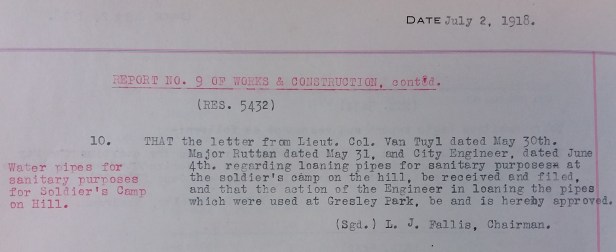 DATE July 2, 1918.
REPORT NO. 9 OF WORKS & CONSTRUCTION, contd.
(RES. 5432)
10. THAT the letter from Lieut. Col. Van Tuyl dated May 30th.
Major Ruttan dated May 31, and City Engineer, dated June
4th. regarding loaning pipes for sanitary purposes at
the soldier's camp on the hill, be received and filed,
and that the action of the Engineer in loaning the pipes
which were used at Gresley Park, be and is hereby approved.
Water pipes for
sanitary purposes
for Soldier's Camp
on Hill.
(Sgd.) L. J. Fallis, Chairman.